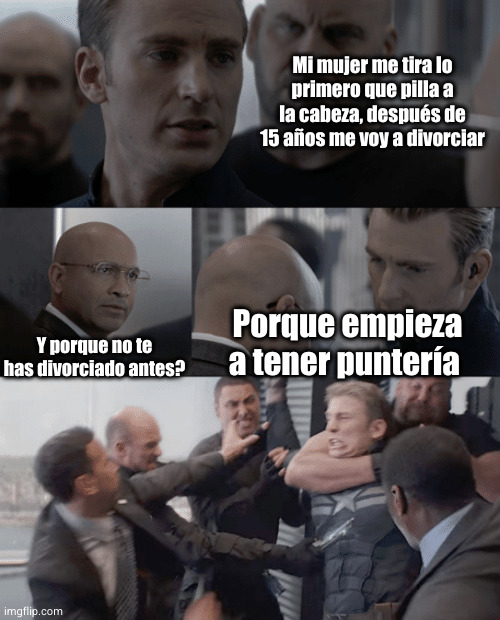 Mi mujer me tira lo
primero que pilla a
la cabeza, después de
15 años me voy a divorciar
Y porque no te
has divorciado antes?
Porque empieza
a tener puntería
imgflip.com